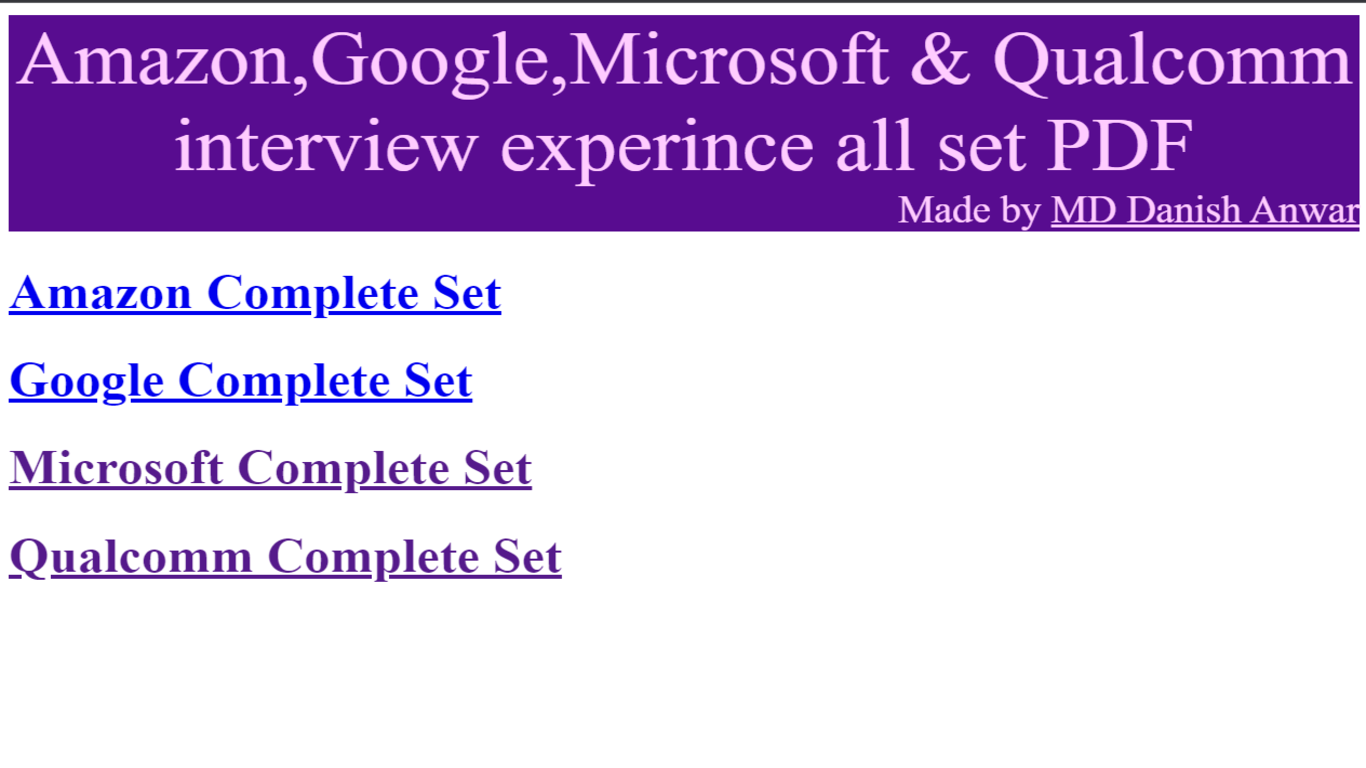 Amazon,Google,Microsoft & Qualcomm
interview experince all set PDF
Made by MD Danish Anwar
Amazon Complete Set
Google Complete Set
Microsoft Complete Set
Qualcomm Complete Set